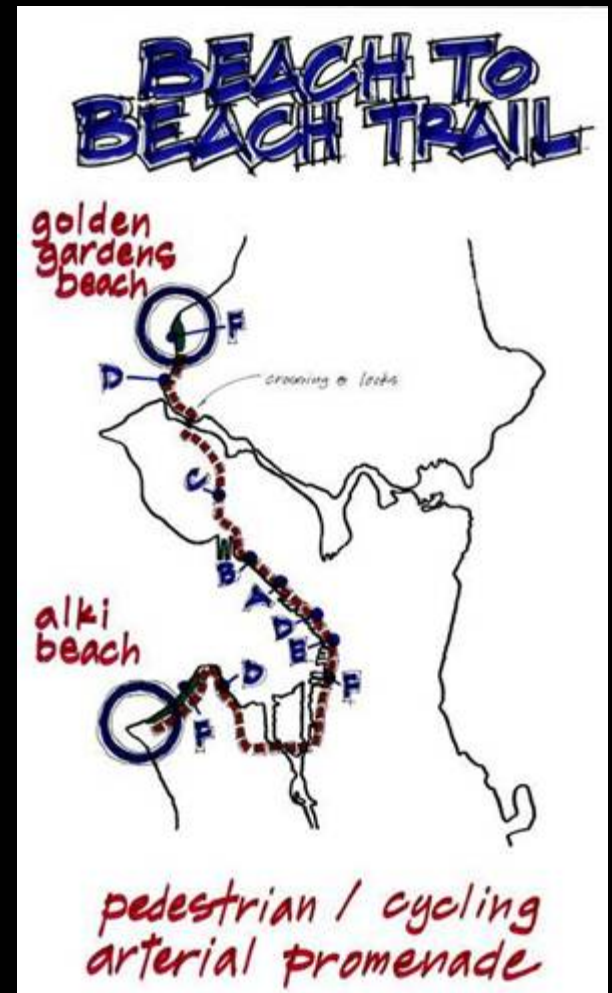 BEACH TO
BEACH TRAIL
golden
gardens
beach
F
D
crossing @ locks
C
B
A
D
E
F
alki
beach
D
F
pedestrian / cycling
arterial promenade